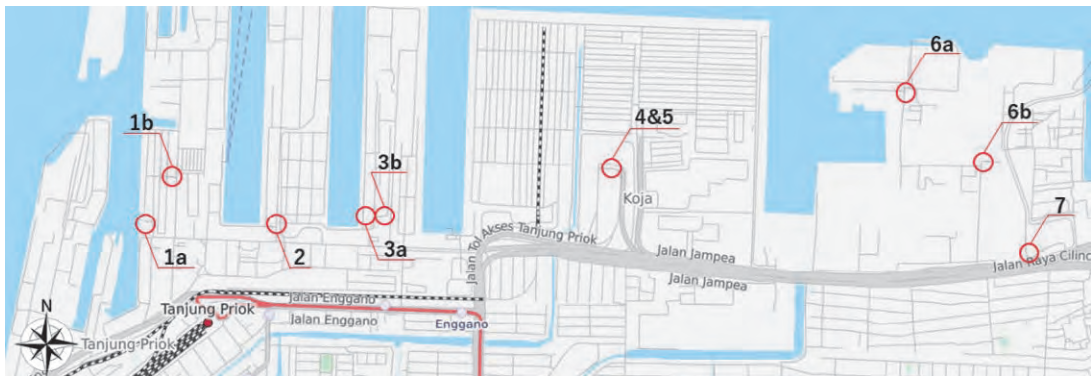 6a
1b
4&5
6b
3b
Koja
7
1a
2
3a
Jalan Tol Akses Tanjung Priok
Jalan Jampea
Jalan Raya Cilinc
Jalan Jampea
N
Jalan Enggano
Tanjung Priok
Jalan Enggano
Enggano
Tanjung Priok